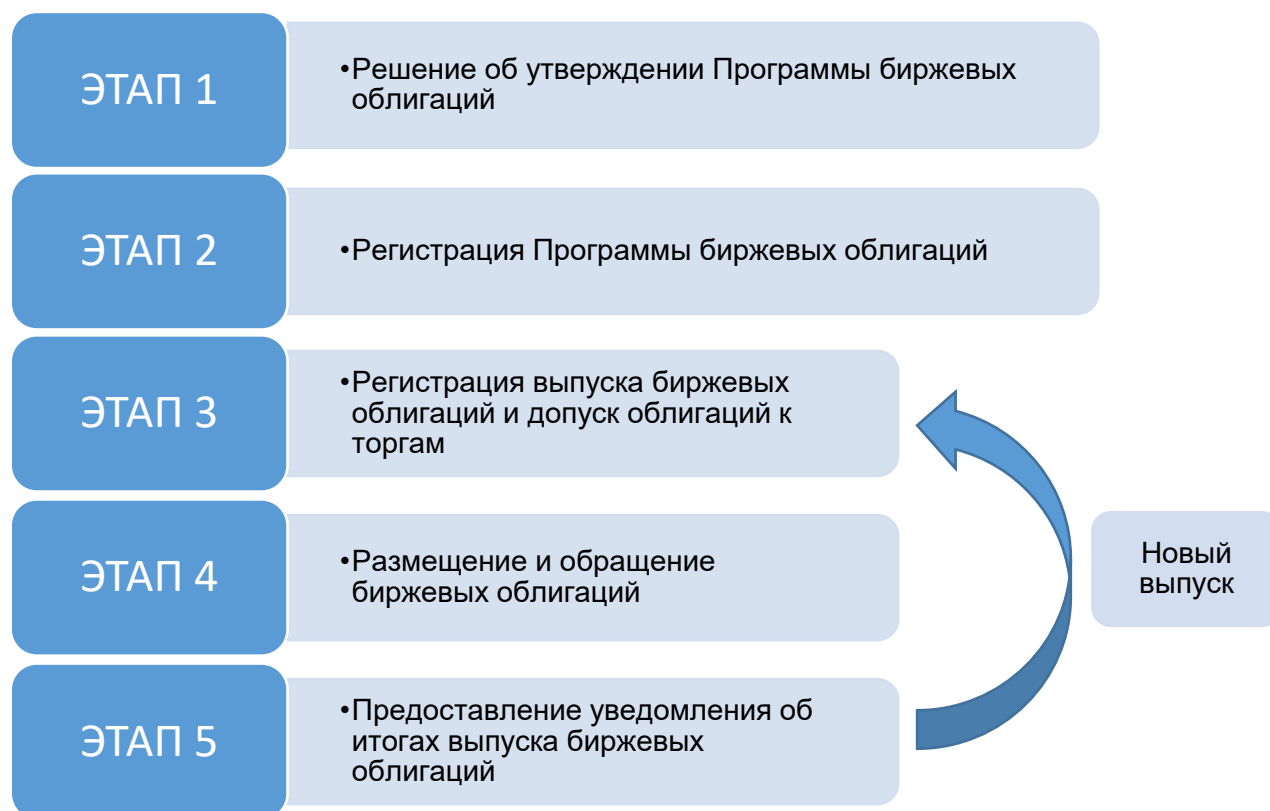 ЭТАП 1
•Решение об утверждении Программы биржевых
облигаций
ЭТАП 2
•Регистрация Программы биржевых облигаций
ЭТАП 3
•Регистрация выпуска биржевых
облигаций и допуск облигаций к
торгам
ЭТАП 4
•Размещение и обращение
биржевых облигаций
Новый
выпуск
ЭТАП 5
•Предоставление уведомления об
итогах выпуска биржевых
облигаций